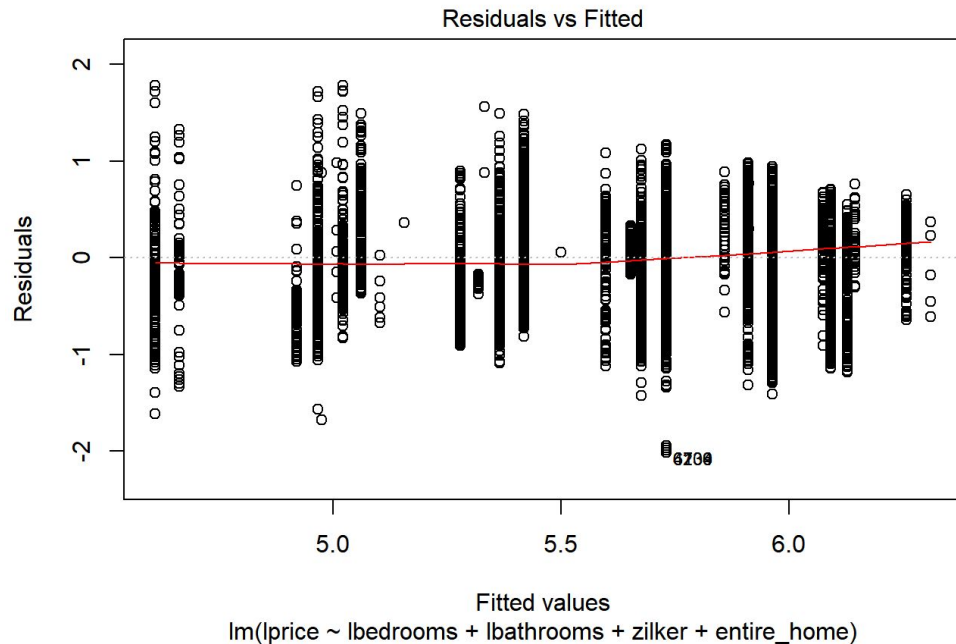 Residuals vs Fitted
Residuals
2
1
0
-1
-2
5.0 5.5 6.0
Fitted values
lm(lprice ~ lbedrooms + lbathrooms + zilker + entire_home)